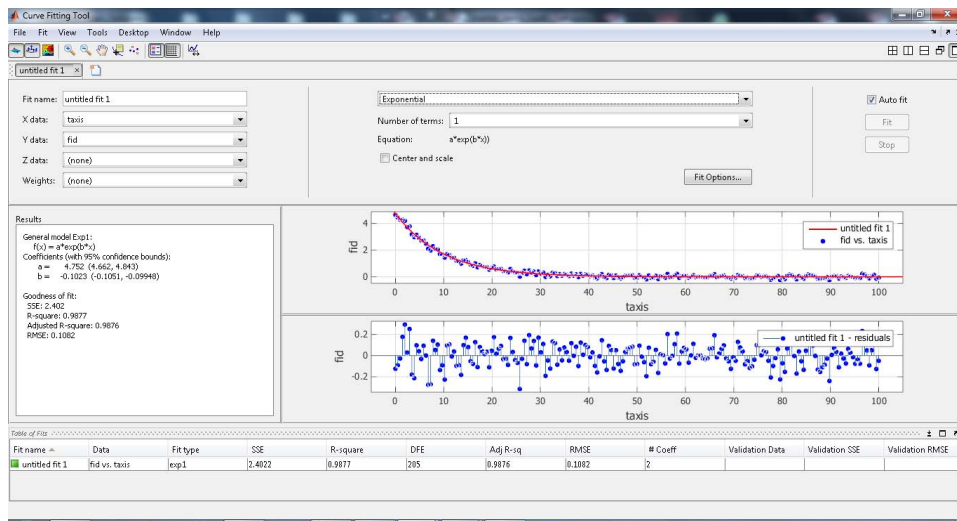 Curve Fitting Tool
File Fit View Tools Desktop Window Help
untitled fit 1
Fit name: untitled fit 1
X data: taxis
Y data: fid
Z data: (none)
Weights: (none)
Exponential
Number of terms: 1
Equation: a*exp(b*x))
Center and scale
Fit Options...
Auto fit
Fit
Stop
Results
General model Exp1:
f(x) = a*exp(b*x)
Coefficients (with 95% confidence bounds):
a = 4.752 (4.662, 4.843)
b = -0.1023 (-0.1051, -0.09948)
Goodness of fit:
SSE: 2.402
R-square: 0.9877
Adjusted R-square: 0.9876
RMSE: 0.1082
fid
4
2
0
untitled fit 1
fid vs. taxis
0 10 20 30 40 50 60 70 80 90 100
taxis
fid
0.2
0
-0.2
untitled fit 1 - residuals
0 10 20 30 40 50 60 70 80 90 100
taxis
Table of Fits
Fit name Data Fit type SSE R-square DFE Adj R-sq RMSE # Coeff Validation Data Validation SSE Validation RMSE
untitled fit 1 fid vs. taxis exp1 2.4022 0.9877 205 0.9876 0.1082 2